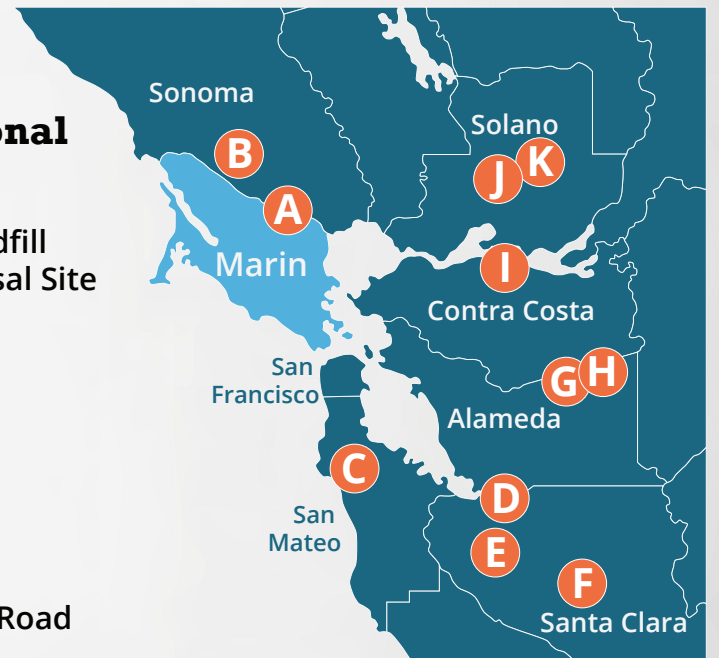 onal
dfill
sal Site
Road
Sonoma
B
A
Marin
Solano
K
J
I
Contra Costa
San
Francisco
G
H
Alameda
C
San
Mateo
D
E
F
Santa Clara